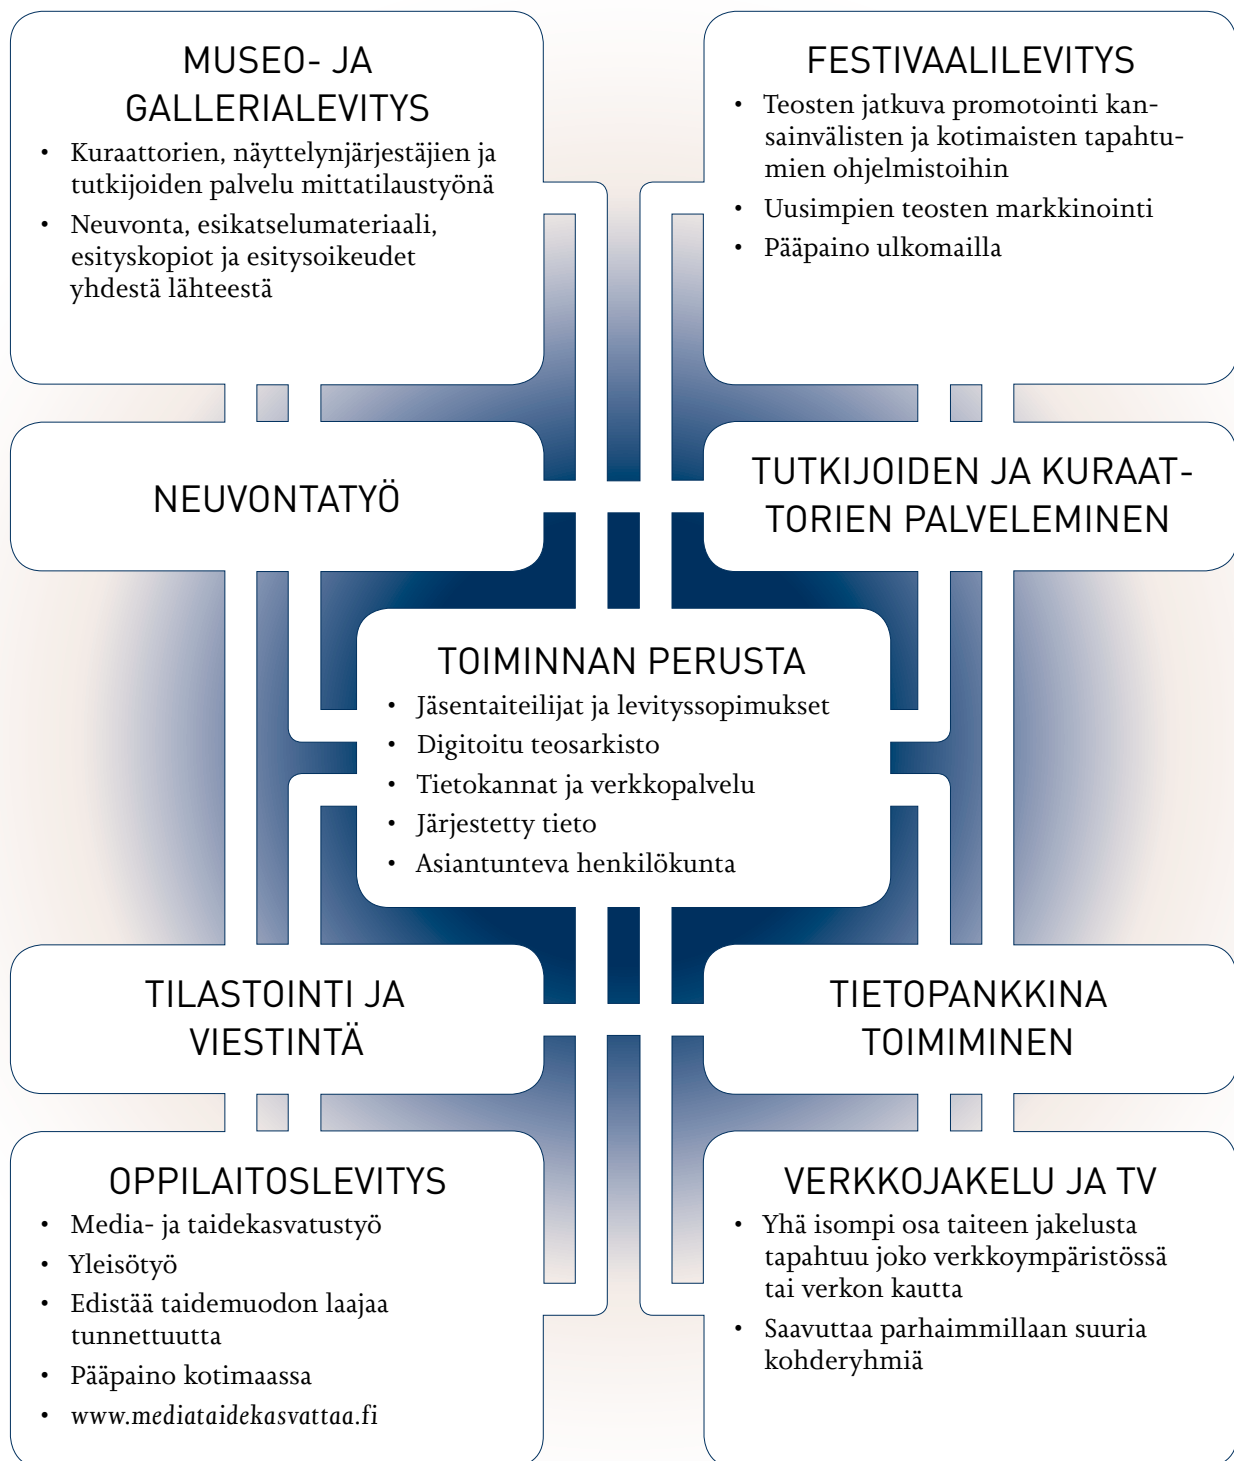 MUSEO- JA
GALLERIALEVITYS
• Kuraattorien, näyttelynjärjestäjien ja
tutkijoiden palvelu mittatilaustyönä
• Neuvonta, esikatselumateriaali,
esityskopiot ja esitysoikeudet
yhdestä lähteestä
FESTIVAALILEVITYS
• Teosten jatkuva promotointi kan-
sainvälisten ja kotimaisten tapahtu-
mien ohjelmistoihin
• Uusimpien teosten markkinointi
• Pääpaino ulkomailla
NEUVONTATYÖ
TUTKIJOIDEN JA KURAAT-
TORIEN PALVELEMINEN
TOIMINNAN PERUSTA
• Jäsentaiteilijat ja levityssopimukset
• Digitoitu teosarkisto
• Tietokannat ja verkkopalvelu
• Järjestetty tieto
• Asiantunteva henkilökunta
TILASTOINTI JA
VIESTINTÄ
TIETOPANKKINA
TOIMIMINEN
OPPILAITOSLEVITYS
• Media- ja taidekasvatustyö
• Yleisötyö
• Edistää taidemuodon laajaa
tunnettuutta
• Pääpaino kotimaassa
• www.mediataidekasvattaa.fi
VERKKOJAKELU JA TV
• Yhä isompi osa taiteen jakelusta
tapahtuu joko verkkoympäristössä
tai verkon kautta
• Saavuttaa parhaimmillaan suuria
kohderyhmiä